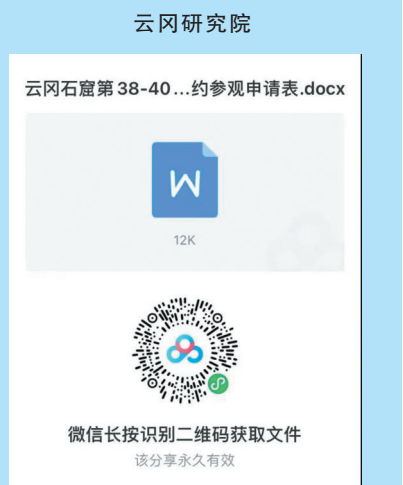 云冈研究院
云冈石窟第38-40...约参观申请表.docx
W
12K
微信长按识别二维码获取文件
该分享永久有效